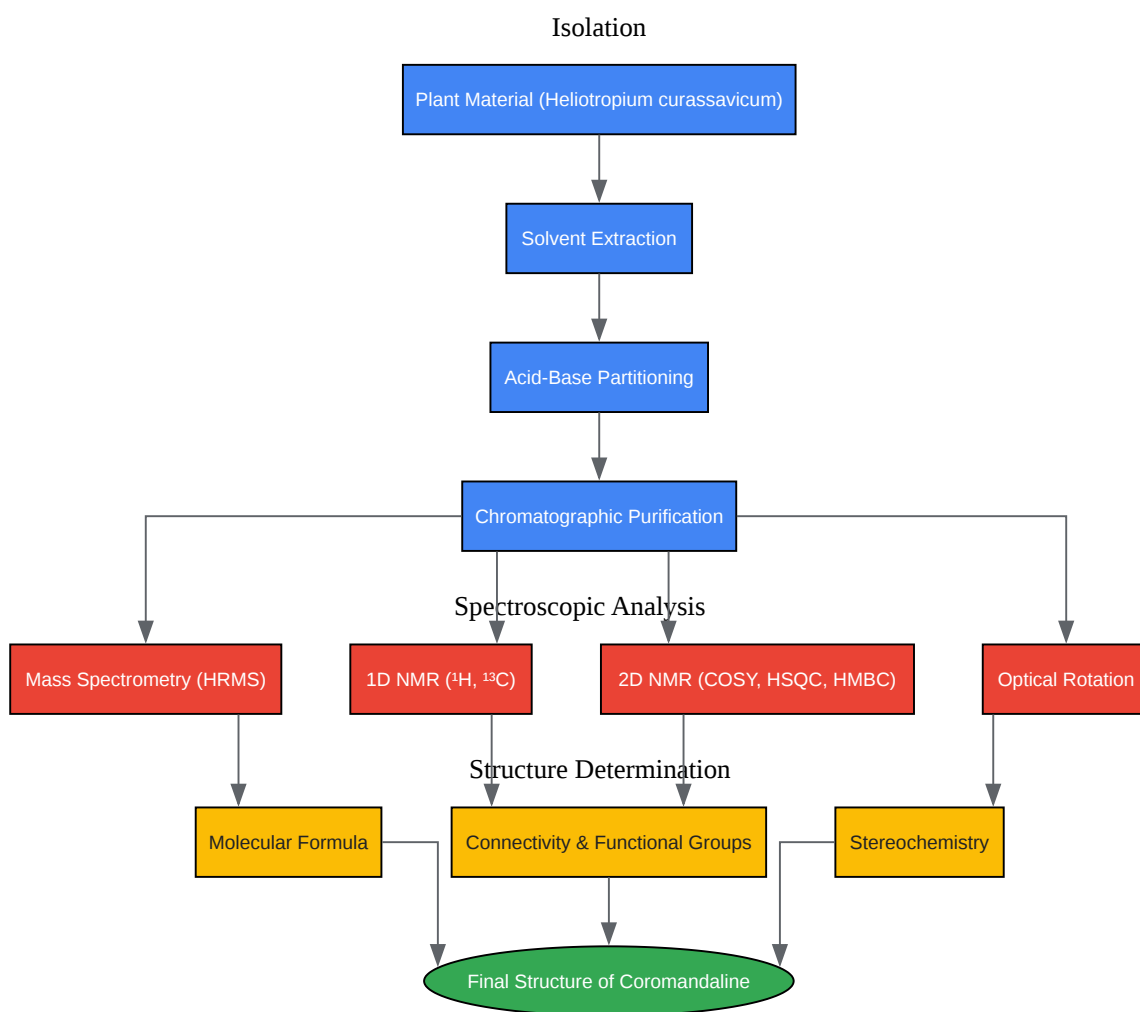 Isolation
Plant Material (Heliotropium curassavicum)
Solvent Extraction
Acid-Base Partitioning
Chromatographic Purification
Spectroscopic Analysis
Mass Spectrometry (HRMS)
1D NMR (¹H, ¹³C)
2D NMR (COSY, HSQC, HMBC)
Optical Rotation
Structure Determination
Molecular Formula
Connectivity & Functional Groups
Stereochemistry
Final Structure of Coromandaline